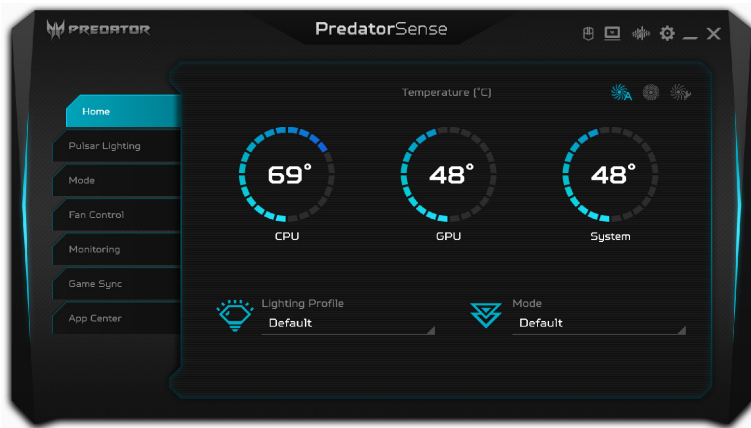 PREDATOR
PredatorSense
Home
Pulsar Lighting
Mode
Fan Control
Monitoring
Game Sync
App Center
Temperature (°C)
A
69°
48°
48°
CPU
GPU
System
Lighting Profile
Default
Mode
Default